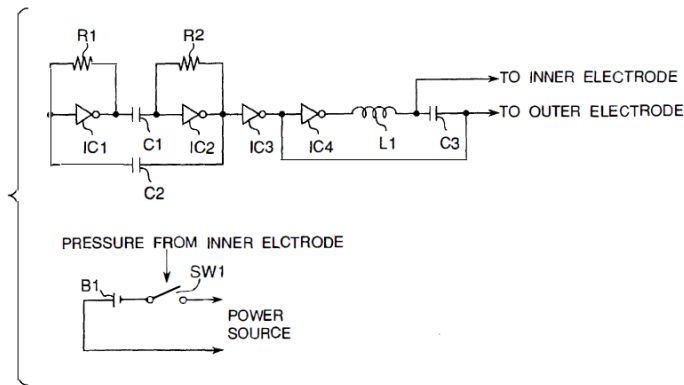 R1
R2
TO INNER ELECTRODE
TO OUTER ELECTRODE
IC1
C1
IC2
IC3
IC4
L1
C3
C2
PRESSURE FROM INNER ELCTRODE
B1
SW1
POWER
SOURCE